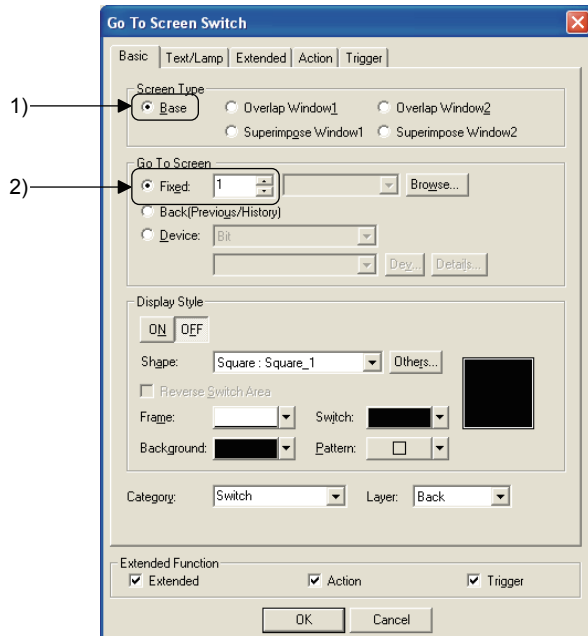 Go To Screen Switch
Basic Text/Lamp Extended Action Trigger
Screen Type
1) Base Overlap Window1 Overlap Window2
Superimpose Window1 Superimpose Window2
Go To Screen
2) Fixed: 1 Browse...
Back(Previous/History)
Device: Bit
Dev... Details...
Display Style
ON OFF
Shape: Square : Square_1 Others...
Reverse Switch Area
Frame: Switch:
Background: Pattern:
Category: Switch Layer: Back
Extended Function
Extended Action Trigger
OK Cancel